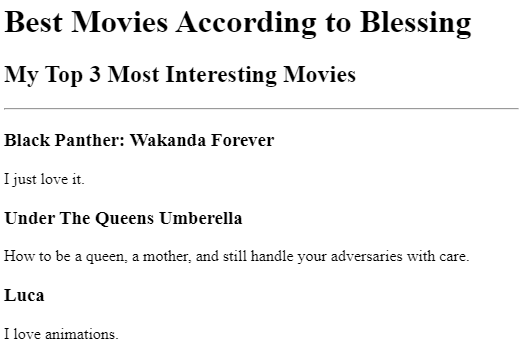 Best Movies According to Blessing
My Top 3 Most Interesting Movies
Black Panther: Wakanda Forever
I just love it.
Under The Queens Umberella
How to be a queen, a mother, and still handle your adversaries with care.
Luca
I love animations.